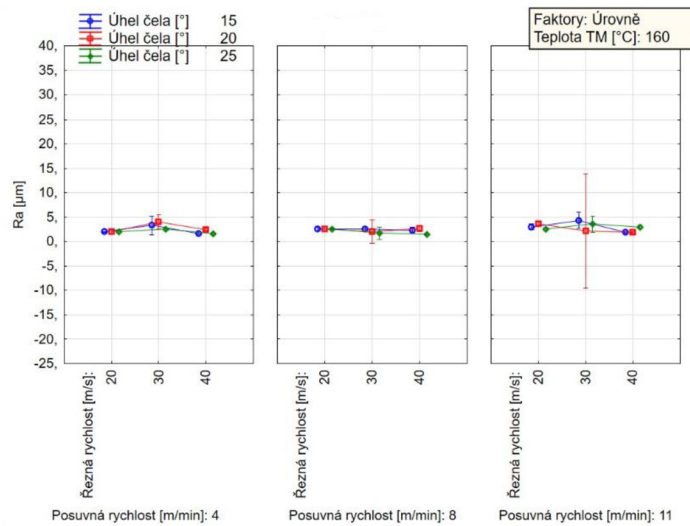 Úhel čela [°] 15
Úhel čela [°] 20
Úhel čela [°] 25
Faktory: Úrovně
Teplota TM [°C]: 160
Ra [µm]
40,
35,
30,
25,
20,
15,
10,
5,
0,
-5,
-10,
-15,
-20,
-25,
Řezná rychlost [m/s]:
20
30
40
Posuvná rychlost [m/min]: 4
Řezná rychlost [m/s]:
20
30
40
Posuvná rychlost [m/min]: 8
Řezná rychlost [m/s]:
20
30
40
Posuvná rychlost [m/min]: 11